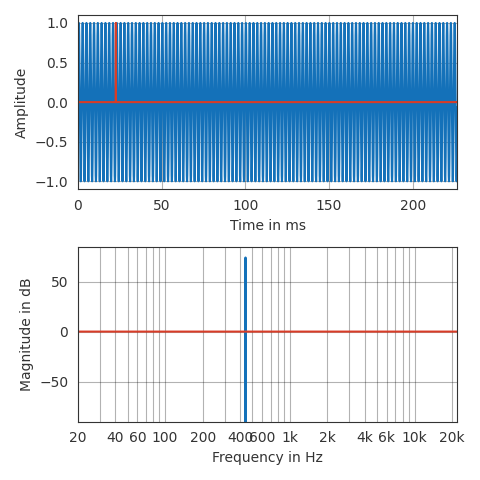 1.0
0.5
0.0
−0.5
−1.0
Amplitude
0 50 100 150 200
Time in ms
50
0
−50
Magnitude in dB
20 40 60 100 200 400 600 1k 2k 4k 6k 10k 20k
Frequency in Hz